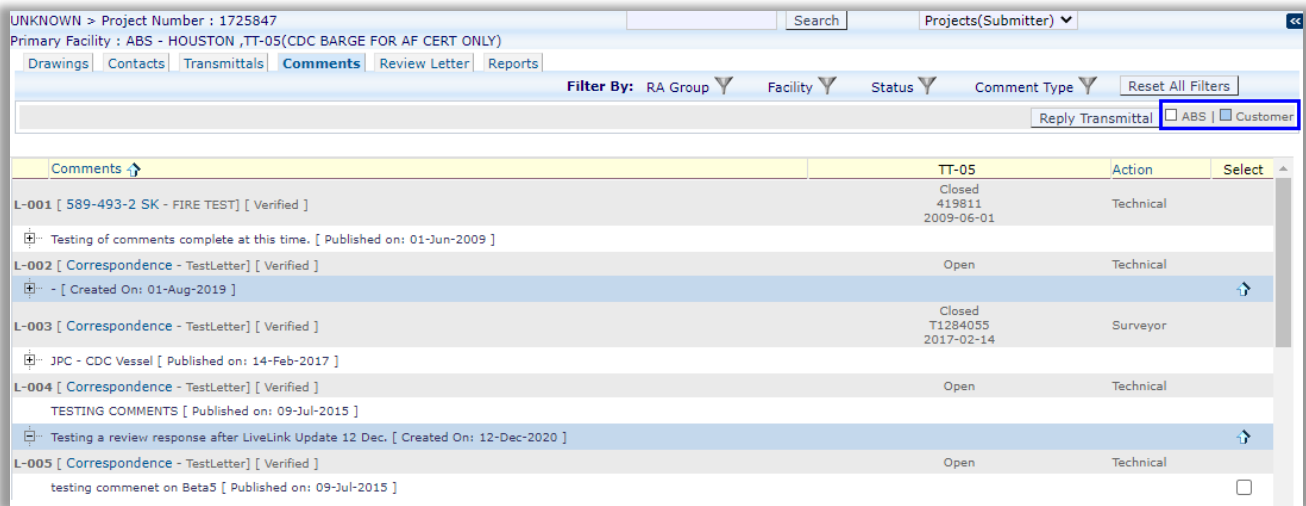 UNKNOWN > Project Number : 1725847 Search Projects(Submitter)
Primary Facility : ABS - HOUSTON ,TT-05(CDC BARGE FOR AF CERT ONLY)
Drawings Contacts Transmittals Comments Review Letter Reports
Filter By: RA Group Facility Status Comment Type Reset All Filters
Reply Transmittal ABS | Customer
Comments TT-05 Action Select
L-001 [ 589-493-2 SK - FIRE TEST] [ Verified ] Closed 419811 2009-06-01 Technical
Testing of comments complete at this time. [ Published on: 01-Jun-2009 ]
L-002 [ Correspondence - TestLetter] [ Verified ] Open Technical
- [ Created On: 01-Aug-2019 ]
L-003 [ Correspondence - TestLetter] [ Verified ] Closed T1284055 2017-02-14 Surveyor
JPC - CDC Vessel [ Published on: 14-Feb-2017 ]
L-004 [ Correspondence - TestLetter] [ Verified ] Open Technical
TESTING COMMENTS [ Published on: 09-Jul-2015 ]
Testing a review response after LiveLink Update 12 Dec. [ Created On: 12-Dec-2020 ]
L-005 [ Correspondence - TestLetter] [ Verified ] Open Technical
testing commenet on Beta5 [ Published on: 09-Jul-2015 ]